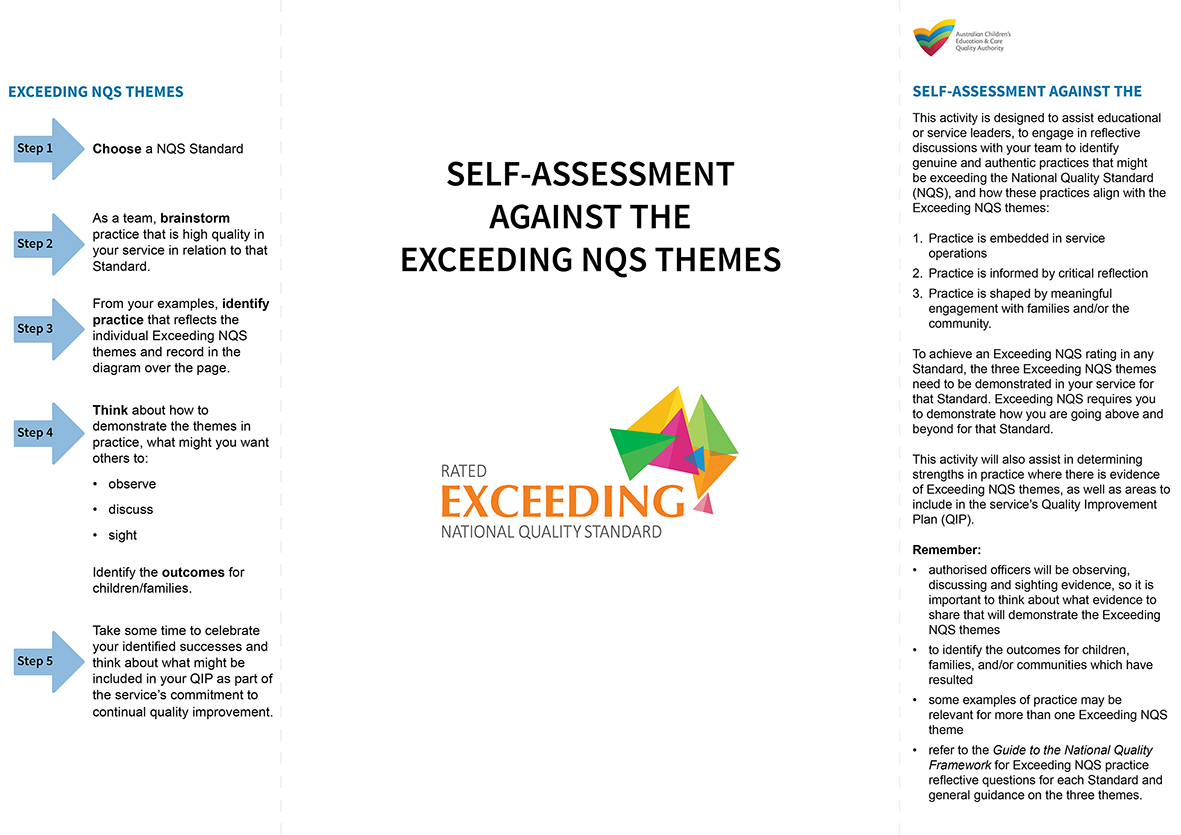 EXCEEDING NQS THEMES
Step 1
Choose a NQS Standard
Step 2
As a team, brainstorm
practice that is high quality in
your service in relation to that
Standard.
Step 3
From your examples, identify
practice that reflects the
individual Exceeding NQS
themes and record in the
diagram over the page.
Step 4
Think about how to
demonstrate the themes in
practice, what might you want
others to:
• observe
• discuss
• sight
Identify the outcomes for
children/families.
Step 5
Take some time to celebrate
your identified successes and
think about what might be
included in your QIP as part of
the service's commitment to
continual quality improvement.
SELF-ASSESSMENT
AGAINST THE
EXCEEDING NQS THEMES
RATED
EXCEEDING
NATIONAL QUALITY STANDARD
Australian Children's
Education & Care
Quality Authority
SELF-ASSESSMENT AGAINST THE
This activity is designed to assist educational
or service leaders, to engage in reflective
discussions with your team to identify
genuine and authentic practices that might
be exceeding the National Quality Standard
(NQS), and how these practices align with the
Exceeding NQS themes:
1. Practice is embedded in service
operations
2. Practice is informed by critical reflection
3. Practice is shaped by meaningful
engagement with families and/or the
community.
To achieve an Exceeding NQS rating in any
Standard, the three Exceeding NQS themes
need to be demonstrated in your service for
that Standard. Exceeding NQS requires you
to demonstrate how you are going above and
beyond for that Standard.
This activity will also assist in determining
strengths in practice where there is evidence
of Exceeding NQS themes, as well as areas to
include in the service's Quality Improvement
Plan (QIP).
Remember:
• authorised officers will be observing,
discussing and sighting evidence, so it is
important to think about what evidence to
share that will demonstrate the Exceeding
NQS themes
• to identify the outcomes for children,
families, and/or communities which have
resulted
• some examples of practice may be
relevant for more than one Exceeding NQS
theme
• refer to the Guide to the National Quality
Framework for Exceeding NQS practice
reflective questions for each Standard and
general guidance on the three themes.